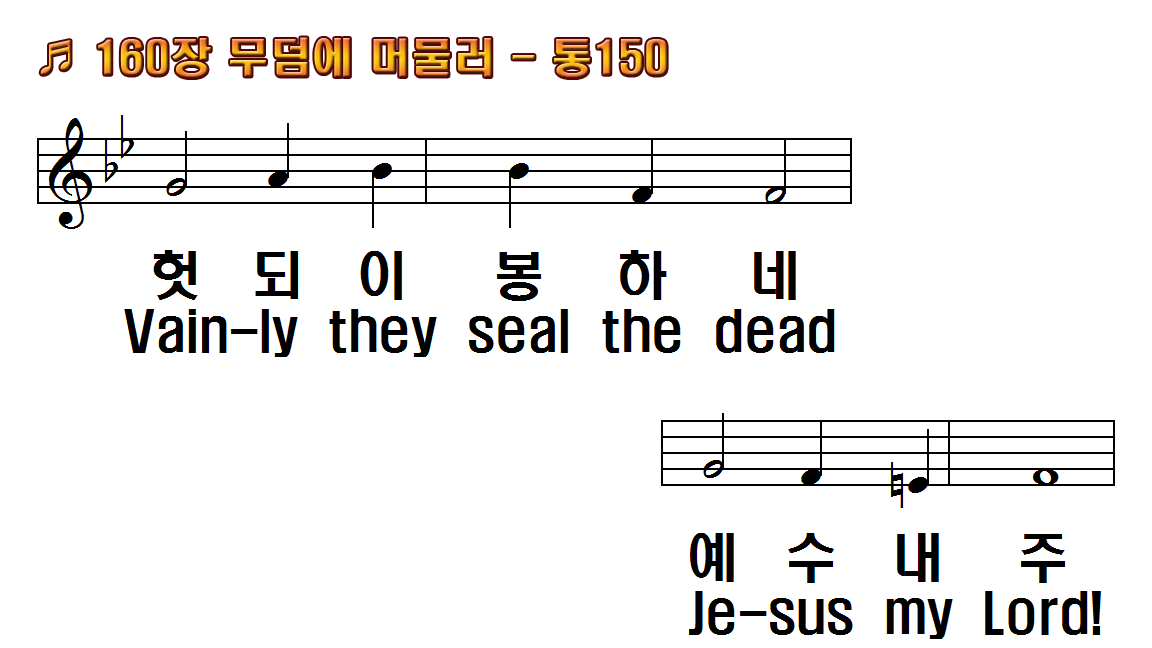 ♬ 160장 무덤에 머물러 - 통150
헛 되 이 봉 하 네
Vain-ly they seal the dead
예 수 내 주
Je-sus my Lord!